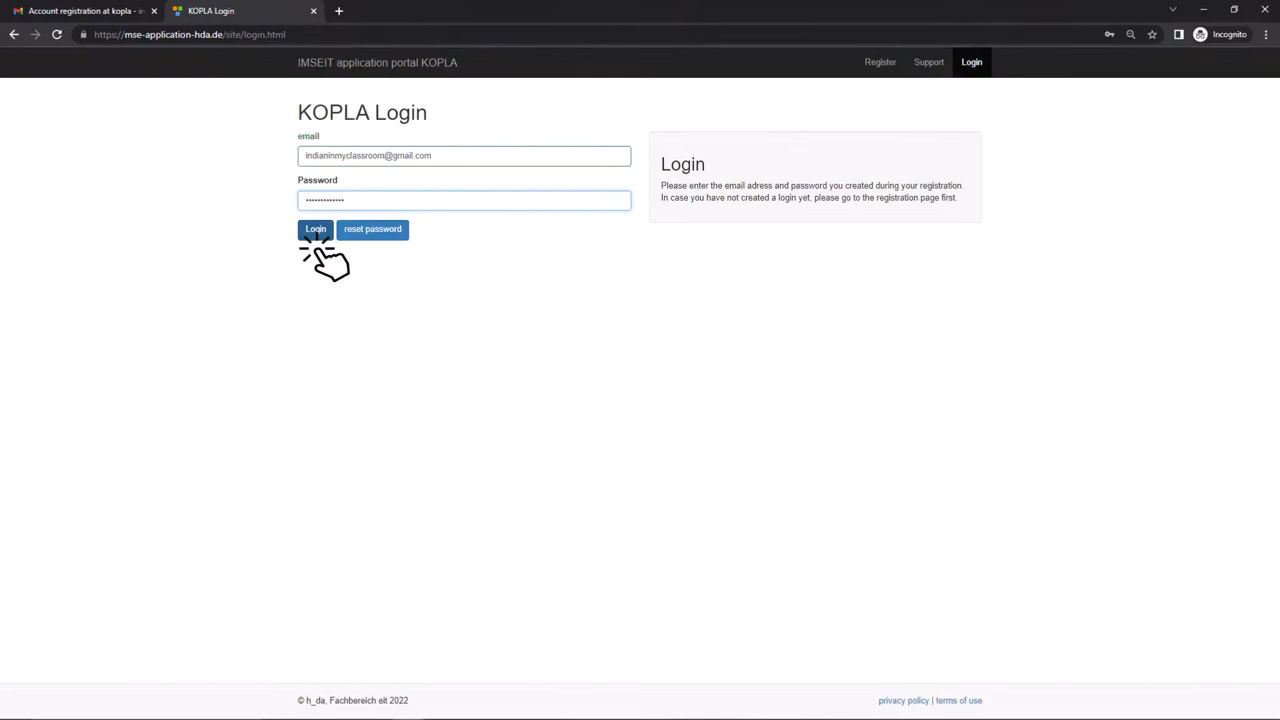 Account registration at kopla - in
KOPLA Login
https://mse-application-hda.de/site/login.html
Incognito
IMSEIT application portal KOPLA
Register
Support
Login
KOPLA Login
email
indianinmyclassroom@gmail.com
Password
•••••••••••••
Login
reset password
Login
Please enter the email adress and password you created during your registration.
In case you have not created a login yet, please go to the registration page first.
© h_da, Fachbereich eit 2022
privacy policy | terms of use